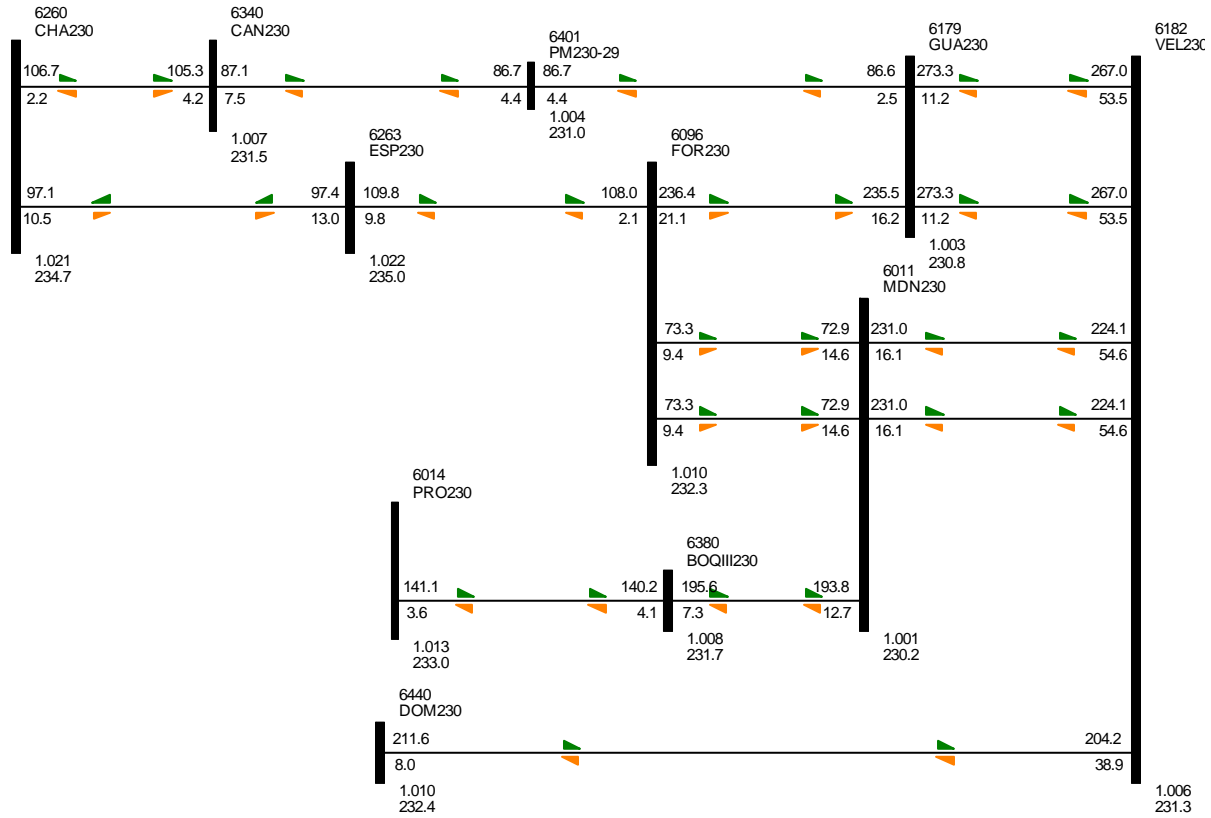 6260
CHA230
6340
CAN230
6401
PM230-29
6179
GUA230
6182
VEL230
106.7 105.3 87.1 86.7 86.7 86.6 273.3 267.0
2.2 4.2 7.5 4.4 4.4 2.5 11.2 53.5
1.004
231.0
1.007
231.5
6263
ESP230
6096
FOR230
97.1 97.4 109.8 108.0 236.4 235.5 273.3 267.0
10.5 13.0 9.8 2.1 21.1 16.2 11.2 53.5
1.003
230.8
1.021
234.7
1.022
235.0
6011
MDN230
73.3 72.9 231.0 224.1
9.4 14.6 16.1 54.6
73.3 72.9 231.0 224.1
9.4 14.6 16.1 54.6
1.010
232.3
6014
PRO230
6380
BOQIII230
141.1 140.2 195.6 193.8
3.6 4.1 7.3 12.7
1.013
233.0
1.008
231.7
1.001
230.2
6440
DOM230
211.6 204.2
8.0 38.9
1.010
232.4
1.006
231.3